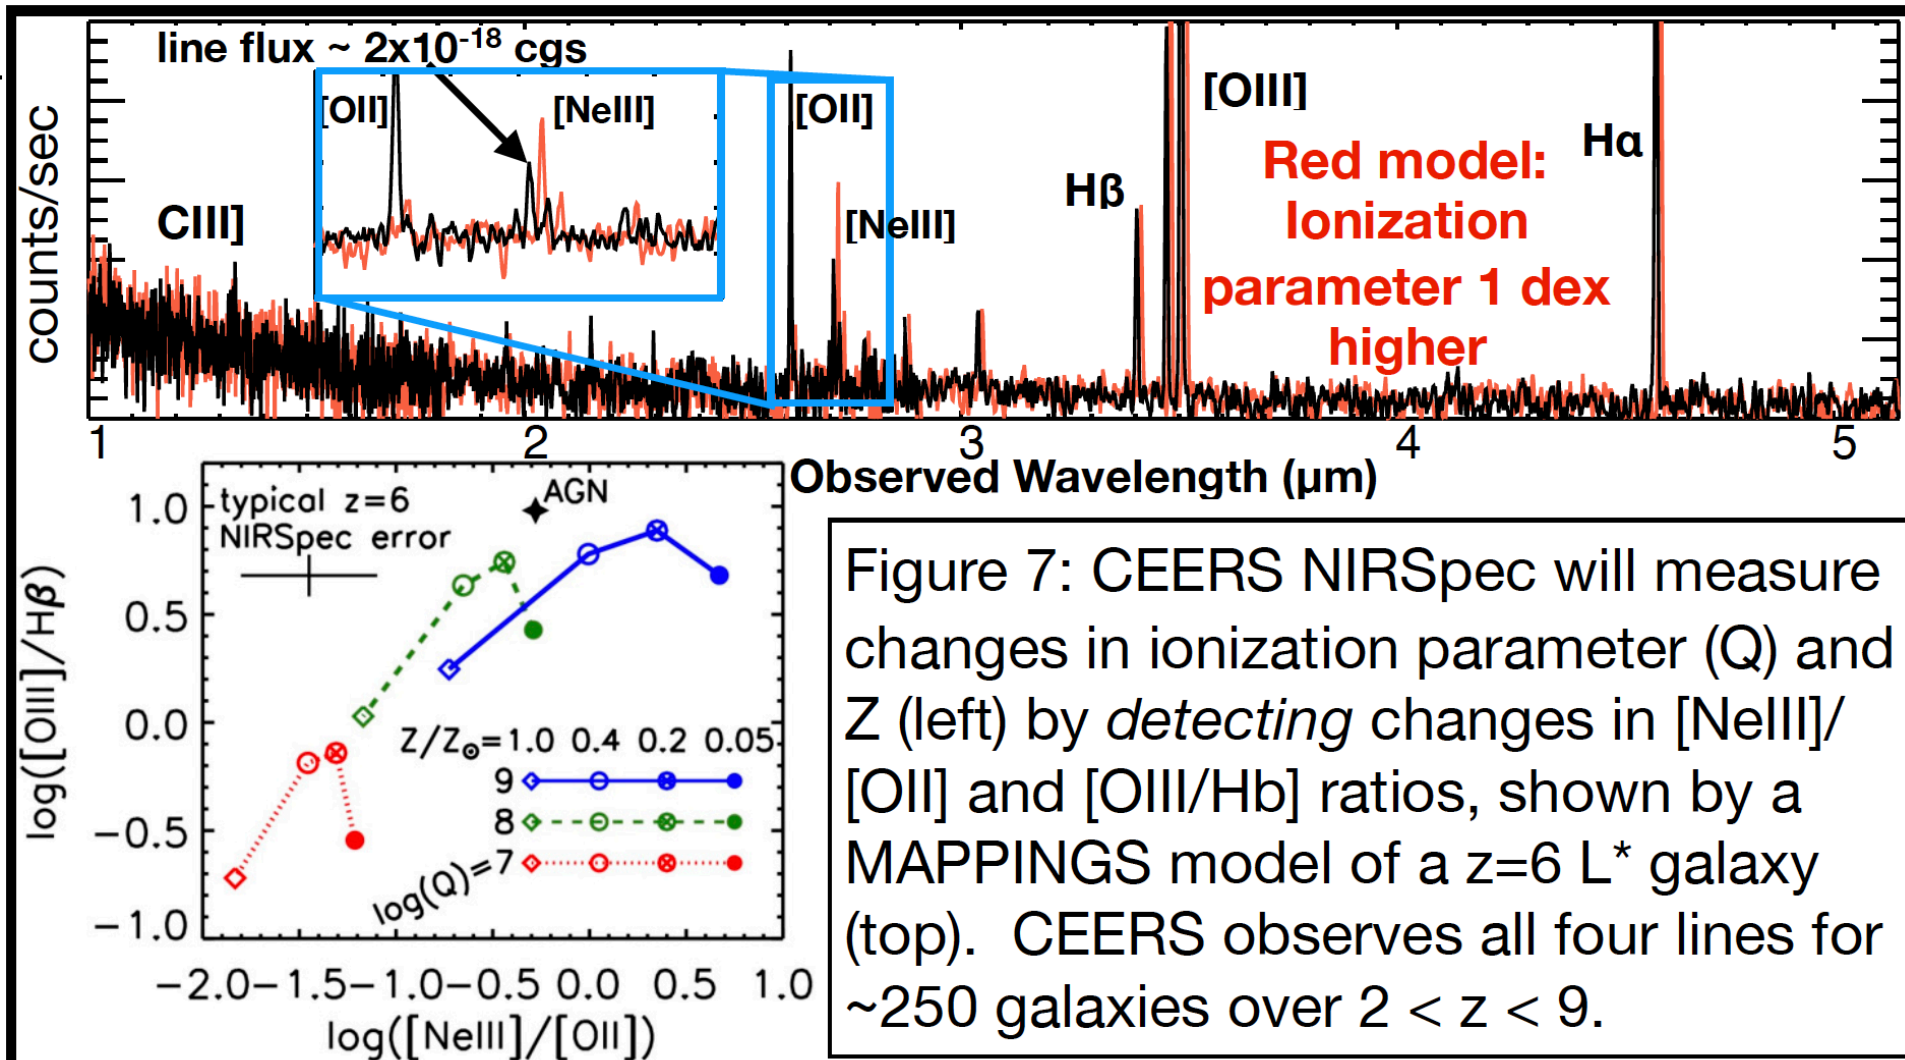 line flux ~ 2x10⁻¹⁸ cgs
[OII]
[NeIII]
[OII]
[NeIII]
CIII]
Hβ
[OIII]
Hα
Red model:
Ionization
parameter 1 dex
higher
counts/sec
1 2 3 4 5
Observed Wavelength (μm)
typical z=6
NIRSpec error
AGN
Z/Z⊙=1.0 0.4 0.2 0.05
9
8
log(Q)=7
1.0
0.5
0.0
−0.5
−1.0
log([OIII]/Hβ)
−2.0 −1.5 −1.0 −0.5 0.0 0.5 1.0
log([NeIII]/[OII])
Figure 7: CEERS NIRSpec will measure
changes in ionization parameter (Q) and
Z (left) by detecting changes in [NeIII]/
[OII] and [OIII/Hb] ratios, shown by a
MAPPINGS model of a z=6 L* galaxy
(top). CEERS observes all four lines for
~250 galaxies over 2 < z < 9.